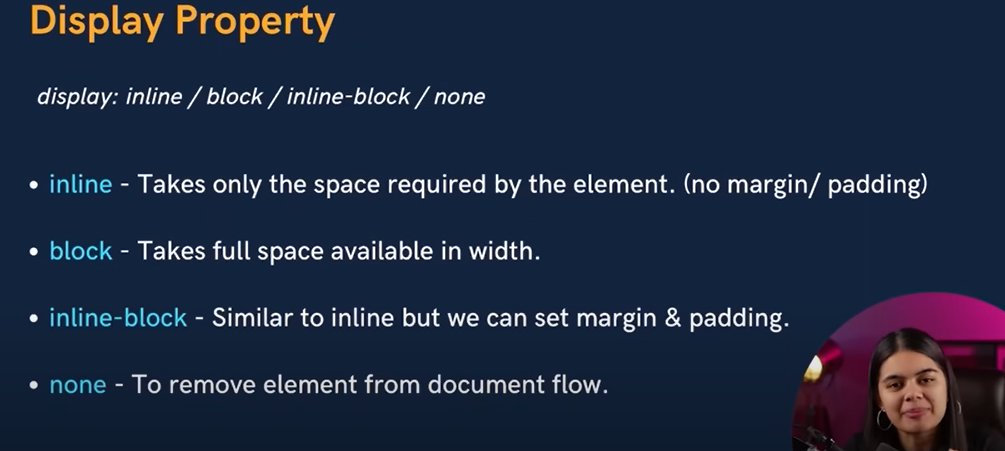 Display Property
display: inline / block / inline-block / none
• inline - Takes only the space required by the element. (no margin/ padding)
• block - Takes full space available in width.
• inline-block - Similar to inline but we can set margin & padding.
• none - To remove element from document flow.